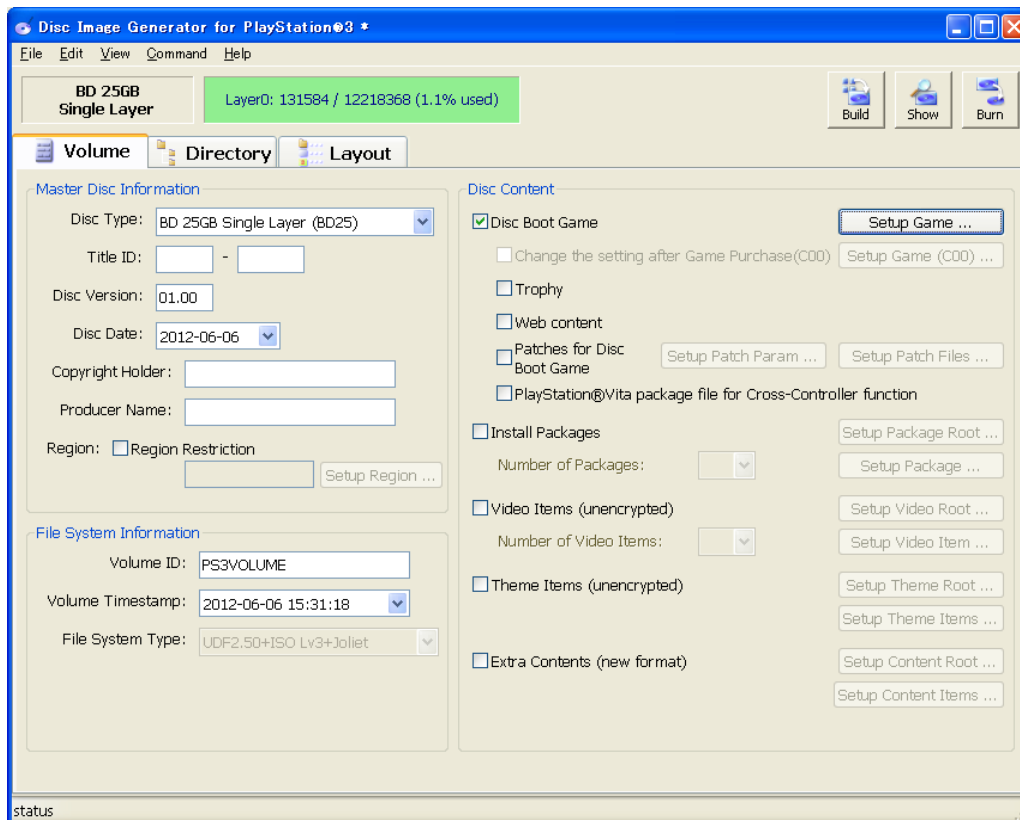 Disc Image Generator for PlayStation®3 *
File Edit View Command Help
BD 25GB
Single Layer
Layer0: 131584 / 12218368 (1.1% used)
Build Show Burn
Volume Directory Layout
Master Disc Information
Disc Type: BD 25GB Single Layer (BD25)
Title ID: -
Disc Version: 01.00
Disc Date: 2012-06-06
Copyright Holder:
Producer Name:
Region: Region Restriction
Setup Region ...
File System Information
Volume ID: PS3VOLUME
Volume Timestamp: 2012-06-06 15:31:18
File System Type: UDF2.50+ISO Lv3+Joliet
Disc Content
Disc Boot Game Setup Game ...
Change the setting after Game Purchase(C00) Setup Game (C00) ...
Trophy
Web content
Patches for Disc
Boot Game Setup Patch Param ... Setup Patch Files ...
PlayStation®Vita package file for Cross-Controller function
Install Packages Setup Package Root ...
Number of Packages: Setup Package ...
Video Items (unencrypted) Setup Video Root ...
Number of Video Items: Setup Video Item ...
Theme Items (unencrypted) Setup Theme Root ...
Setup Theme Items ...
Extra Contents (new format) Setup Content Root ...
Setup Content Items ...
status